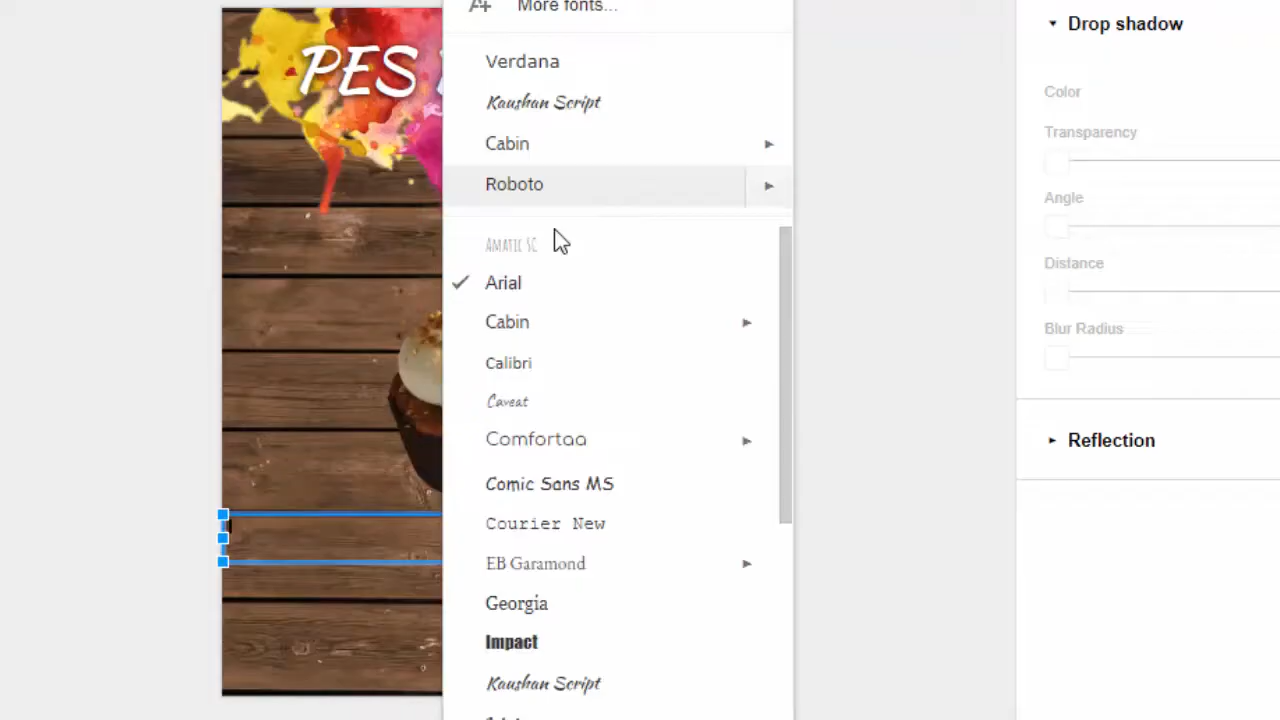 More fonts...
Drop shadow
PES
Verdana
Color
Kaushan Script
Transparency
Cabin
Roboto
Angle
Amatic SC
Distance
Arial
Cabin
Blur Radius
Calibri
Caveat
Comfortaa
Reflection
Comic Sans MS
Courier New
EB Garamond
Georgia
Impact
Kaushan Script